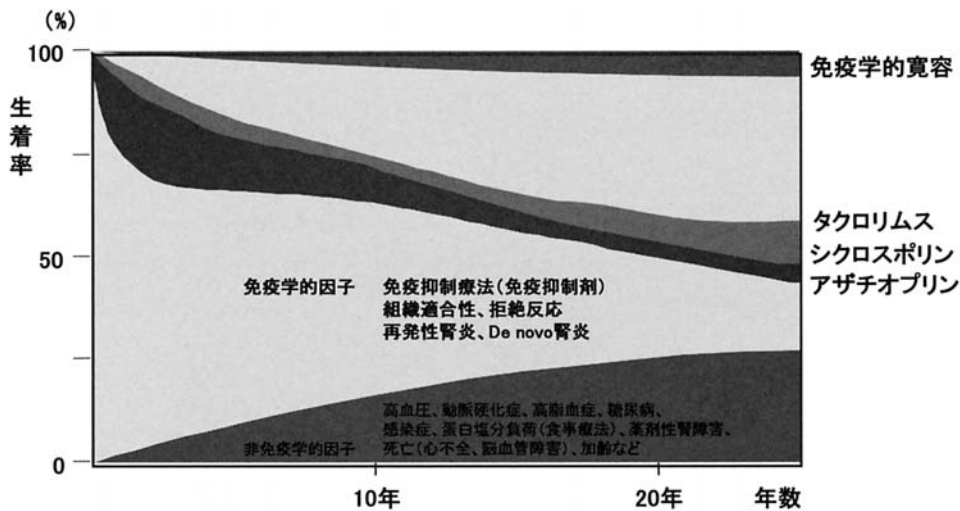 (%)
100
生着率
50
0
免疫学的寛容
タクロリムス
シクロスポリン
アザチオプリン
免疫学的因子 免疫抑制療法(免疫抑制剤)
組織適合性、拒絶反応
再発性腎炎、De novo腎炎
高血圧、動脈硬化症、高脂血症、糖尿病、
感染症、蛋白塩分負荷(食事療法)、薬剤性腎障害、
非免疫学的因子 死亡(心不全、脳血管障害)、加齢など
10年
20年
年数